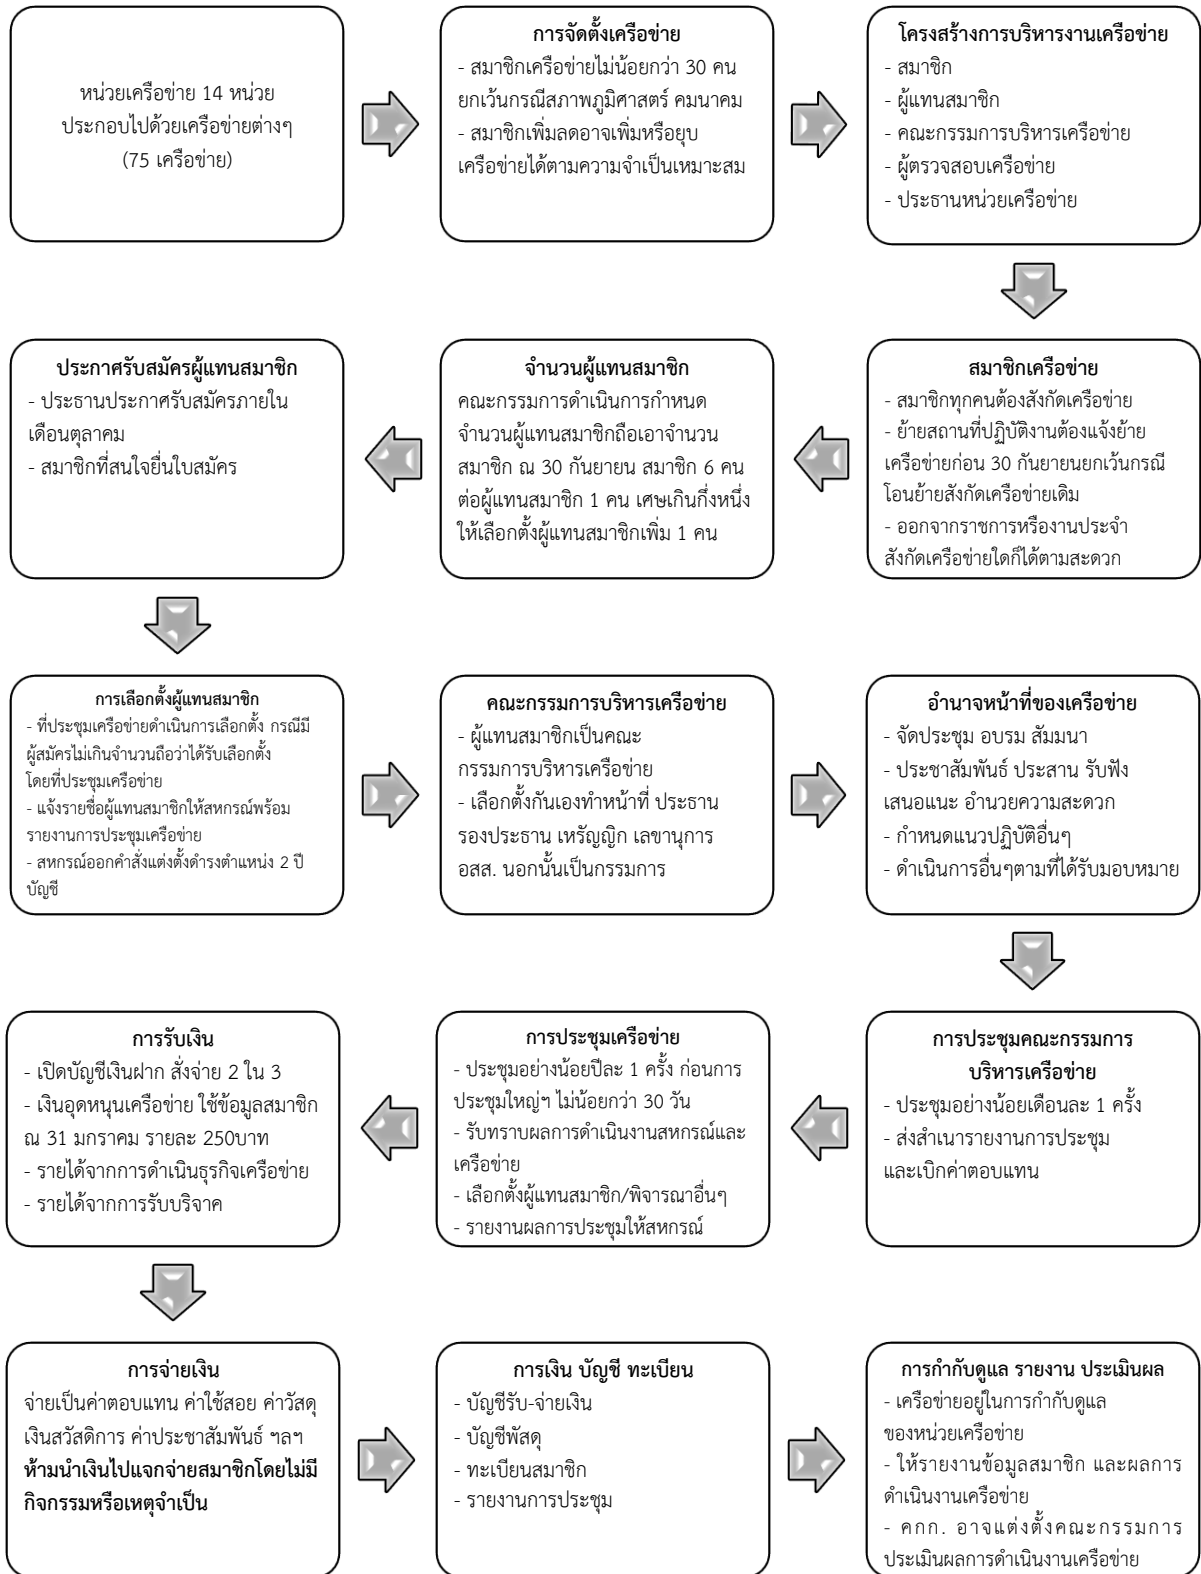 หน่วยเครือข่าย 14 หน่วย
ประกอบไปด้วยเครือข่ายต่างๆ
(75 เครือข่าย)
การจัดตั้งเครือข่าย
- สมาชิกเครือข่ายไม่น้อยกว่า 30 คน
ยกเว้นกรณีสภาพภูมิศาสตร์ คมนาคม
- สมาชิกเพิ่มลดอาจเพิ่มหรือยุบ
เครือข่ายได้ตามความจำเป็นเหมาะสม
โครงสร้างการบริหารงานเครือข่าย
- สมาชิก
- ผู้แทนสมาชิก
- คณะกรรมการบริหารเครือข่าย
- ผู้ตรวจสอบเครือข่าย
- ประธานหน่วยเครือข่าย
สมาชิกเครือข่าย
- สมาชิกทุกคนต้องสังกัดเครือข่าย
- ย้ายสถานที่ปฏิบัติงานต้องแจ้งย้าย
เครือข่ายก่อน 30 กันยายนยกเว้นกรณี
โอนย้ายสังกัดเครือข่ายเดิม
- ออกจากราชการหรืองานประจำ
สังกัดเครือข่ายใดก็ได้ตามสะดวก
จำนวนผู้แทนสมาชิก
คณะกรรมการดำเนินการกำหนด
จำนวนผู้แทนสมาชิกถือเอาจำนวน
สมาชิก ณ 30 กันยายน สมาชิก 6 คน
ต่อผู้แทนสมาชิก 1 คน เศษเกินกึ่งหนึ่ง
ให้เลือกตั้งผู้แทนสมาชิกเพิ่ม 1 คน
ประกาศรับสมัครผู้แทนสมาชิก
- ประธานประกาศรับสมัครภายใน
เดือนตุลาคม
- สมาชิกที่สนใจยื่นใบสมัคร
การเลือกตั้งผู้แทนสมาชิก
- ที่ประชุมเครือข่ายดำเนินการเลือกตั้ง กรณีมี
ผู้สมัครไม่เกินจำนวนถือว่าได้รับเลือกตั้ง
โดยที่ประชุมเครือข่าย
- แจ้งรายชื่อผู้แทนสมาชิกให้สหกรณ์พร้อม
รายงานการประชุมเครือข่าย
- สหกรณ์ออกคำสั่งแต่งตั้งดำรงตำแหน่ง 2 ปี
บัญชี
คณะกรรมการบริหารเครือข่าย
- ผู้แทนสมาชิกเป็นคณะ
กรรมการบริหารเครือข่าย
- เลือกตั้งกันเองทำหน้าที่ ประธาน
รองประธาน เหรัญญิก เลขานุการ
อสส. นอกนั้นเป็นกรรมการ
อำนาจหน้าที่ของเครือข่าย
- จัดประชุม อบรม สัมมนา
- ประชาสัมพันธ์ ประสาน รับฟัง
เสนอแนะ อำนวยความสะดวก
- กำหนดแนวปฏิบัติอื่นๆ
- ดำเนินการอื่นๆตามที่ได้รับมอบหมาย
การประชุมคณะกรรมการ
บริหารเครือข่าย
- ประชุมอย่างน้อยเดือนละ 1 ครั้ง
- ส่งสำเนารายงานการประชุม
และเบิกค่าตอบแทน
การประชุมเครือข่าย
- ประชุมอย่างน้อยปีละ 1 ครั้ง ก่อนการ
ประชุมใหญ่ฯ ไม่น้อยกว่า 30 วัน
- รับทราบผลการดำเนินงานสหกรณ์และ
เครือข่าย
- เลือกตั้งผู้แทนสมาชิก/พิจารณาอื่นๆ
- รายงานผลการประชุมให้สหกรณ์
การรับเงิน
- เปิดบัญชีเงินฝาก สั่งจ่าย 2 ใน 3
- เงินอุดหนุนเครือข่าย ใช้ข้อมูลสมาชิก
ณ 31 มกราคม รายละ 250บาท
- รายได้จากการดำเนินธุรกิจเครือข่าย
- รายได้จากการรับบริจาค
การจ่ายเงิน
จ่ายเป็นค่าตอบแทน ค่าใช้สอย ค่าวัสดุ
เงินสวัสดิการ ค่าประชาสัมพันธ์ ฯลฯ
ห้ามนำเงินไปแจกจ่ายสมาชิกโดยไม่มี
กิจกรรมหรือเหตุจำเป็น
การเงิน บัญชี ทะเบียน
- บัญชีรับ-จ่ายเงิน
- บัญชีพัสดุ
- ทะเบียนสมาชิก
- รายงานการประชุม
การกำกับดูแล รายงาน ประเมินผล
- เครือข่ายอยู่ในการกำกับดูแล
ของหน่วยเครือข่าย
- ให้รายงานข้อมูลสมาชิก และผลการ
ดำเนินงานเครือข่าย
- คกก. อาจแต่งตั้งคณะกรรมการ
ประเมินผลการดำเนินงานเครือข่าย